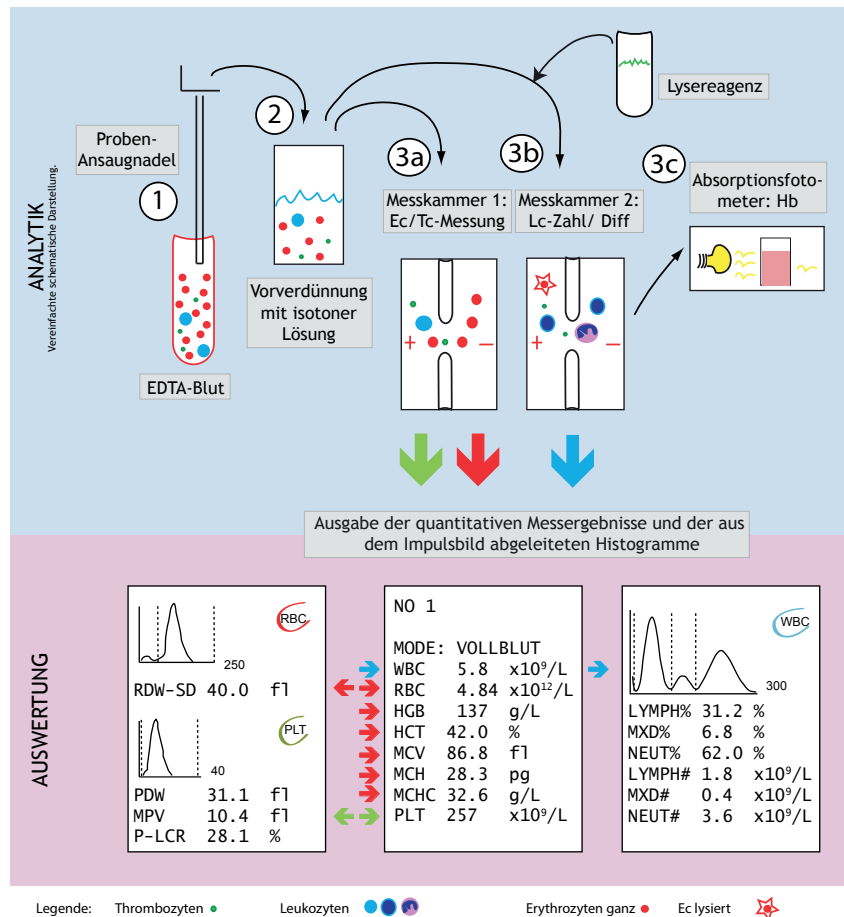 ANALYTIK
Vereinfachte schematische Darstellung.
Proben-
Ansaugnadel
1
EDTA-Blut
2
Vorverdünnung
mit isotoner
Lösung
Lysereagenz
3a
Messkammer 1:
Ec/Tc-Messung
+ −
3b
Messkammer 2:
Lc-Zahl/ Diff
+ −
3c
Absorptionsfoto-
meter: Hb
Ausgabe der quantitativen Messergebnisse und der aus
dem Impulsbild abgeleiteten Histogramme
AUSWERTUNG
RBC
250
RDW-SD 40.0 fl
PLT
40
PDW 31.1 fl
MPV 10.4 fl
P-LCR 28.1 %
NO 1
MODE: VOLLBLUT
WBC 5.8 x10⁹/L
RBC 4.84 x10¹²/L
HGB 137 g/L
HCT 42.0 %
MCV 86.8 fl
MCH 28.3 pg
MCHC 32.6 g/L
PLT 257 x10⁹/L
WBC
300
LYMPH% 31.2 %
MXD% 6.8 %
NEUT% 62.0 %
LYMPH# 1.8 x10⁹/L
MXD# 0.4 x10⁹/L
NEUT# 3.6 x10⁹/L
Legende: Thrombozyten Leukozyten Erythrozyten ganz Ec lysiert